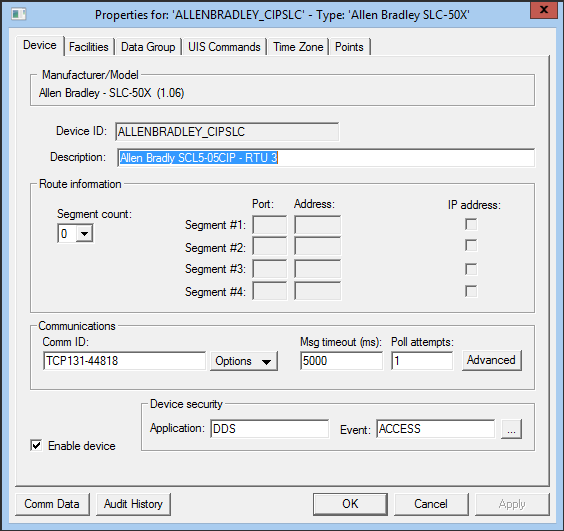 Properties for: 'ALLENBRADLEY_CIPSLC' - Type: 'Allen Bradley SLC-50X'
x
Device Facilities Data Group UIS Commands Time Zone Points
Manufacturer/Model
Allen Bradley - SLC-50X (1.06)
Device ID: ALLENBRADLEY_CIPSLC
Description: Allen Bradly SCL5-05CIP - RTU 3
Route information
Port: Address: IP address:
Segment count:
0
Segment #1:
Segment #2:
Segment #3:
Segment #4:
Communications
Comm ID: Msg timeout (ms): Poll attempts:
TCP131-44818 Options 5000 1 Advanced
Device security
Application: DDS Event: ACCESS ...
Enable device
Comm Data Audit History OK Cancel Apply